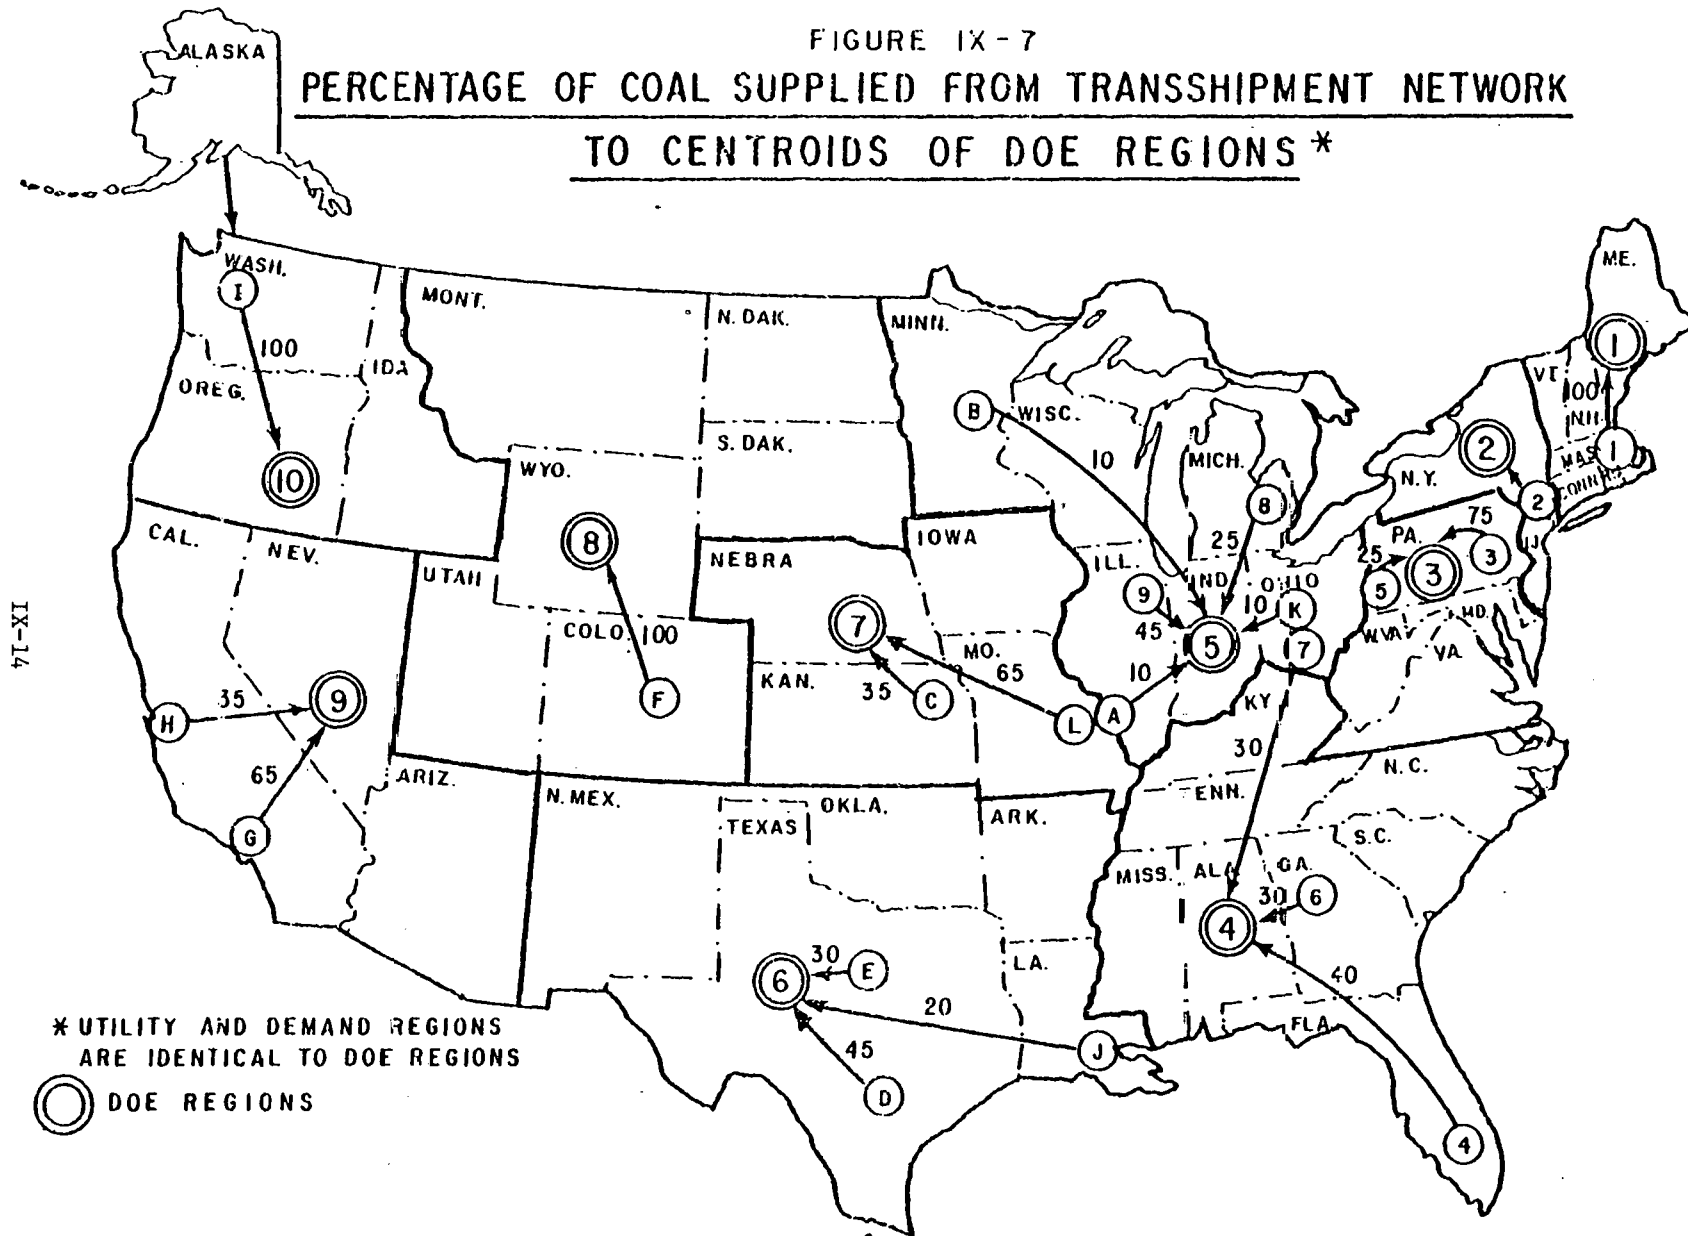 FIGURE IX-7
PERCENTAGE OF COAL SUPPLIED FROM TRANSSHIPMENT NETWORK
TO CENTROIDS OF DOE REGIONS*
ALASKA
WASH.
I
100
OREG.
IDA
10
MONT.
N. DAK.
MINN.
S. DAK.
WYO.
8
B
WISC.
10
MICH.
8
25
ME.
1
VT.
100
N.H.
1
MAS
CONN
2
N.Y.
2
75
PA.
25
3
3
5
N.J.
MD.
W.VA
VA.
CAL.
NEV.
UTAH
NEBRA
IOWA
ILL.
IND
OHIO
9
45
10
K
5
7
COLO.
100
7
MO.
65
10
KAN.
35
C
L
A
KY
30
F
H
35
9
65
G
ARIZ.
N.MEX.
OKLA.
TEXAS
ARK.
ENN.
N.C.
S.C.
MISS.
ALA
GA.
30
6
4
40
LA.
FLA.
30
E
6
20
J
45
D
4
* UTILITY AND DEMAND REGIONS
ARE IDENTICAL TO DOE REGIONS
DOE REGIONS
IX-14